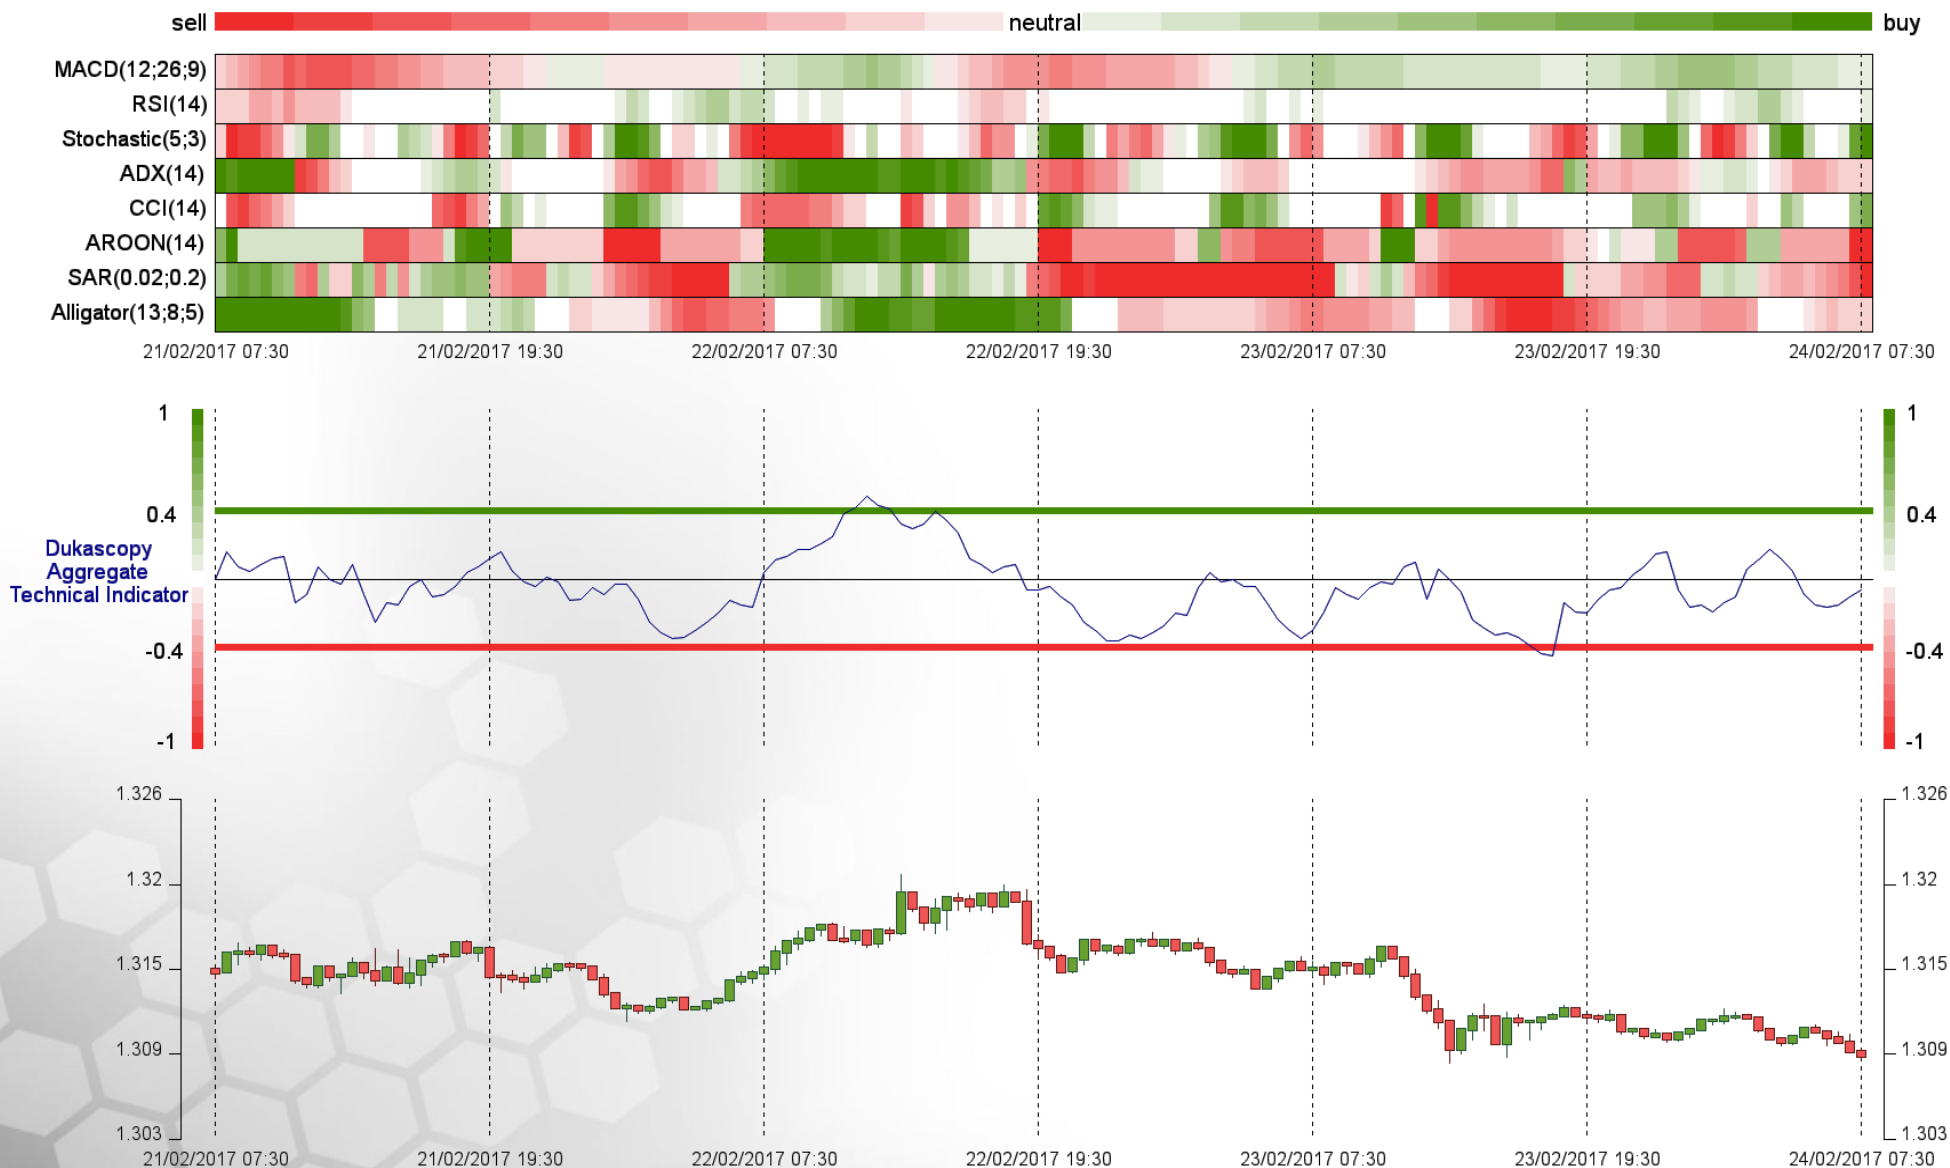 sell neutral buy
MACD(12;26;9)
RSI(14)
Stochastic(5;3)
ADX(14)
CCI(14)
AROON(14)
SAR(0.02;0.2)
Alligator(13;8;5)
21/02/2017 07:30 21/02/2017 19:30 22/02/2017 07:30 22/02/2017 19:30 23/02/2017 07:30 23/02/2017 19:30 24/02/2017 07:30
1 1
0.4 0.4
Dukascopy
Aggregate
Technical Indicator
-0.4 -0.4
-1 -1
1.326 1.326
1.32 1.32
1.315 1.315
1.309 1.309
1.303 1.303
21/02/2017 07:30 21/02/2017 19:30 22/02/2017 07:30 22/02/2017 19:30 23/02/2017 07:30 23/02/2017 19:30 24/02/2017 07:30